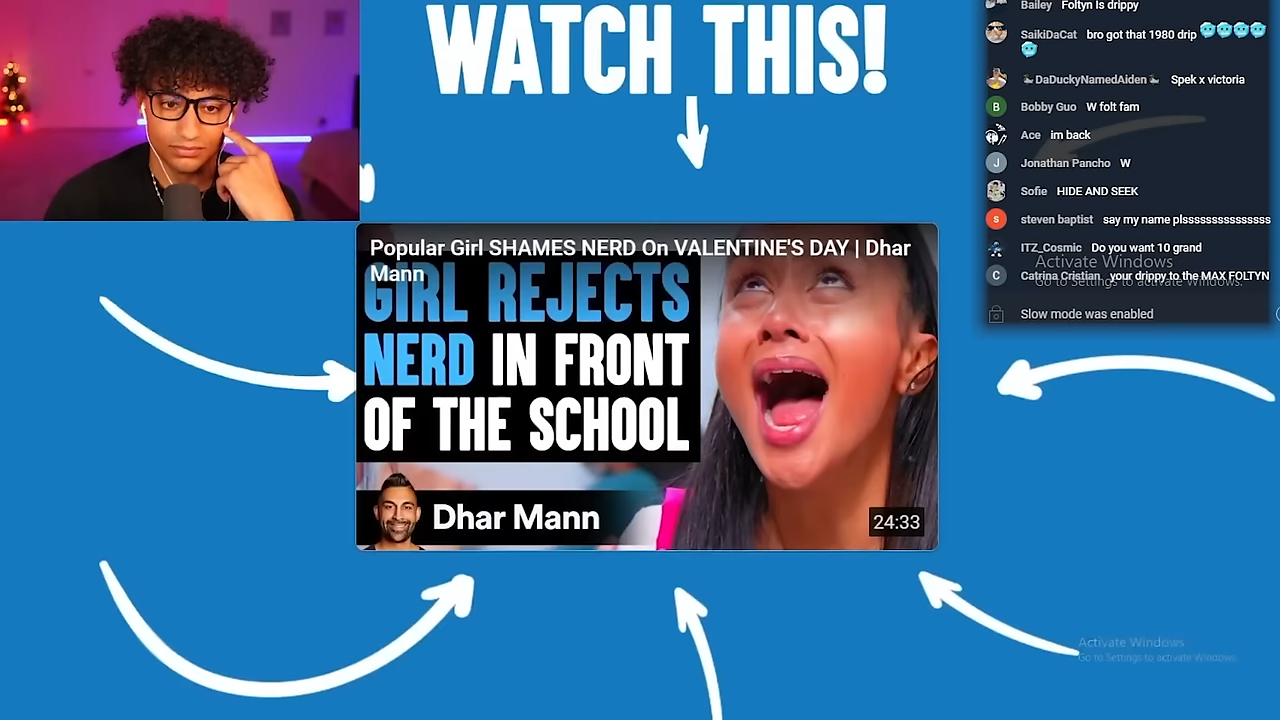 WATCH THIS!
Popular Girl SHAMES NERD On VALENTINE'S DAY | Dhar
Mann
GIRL REJECTS
NERD IN FRONT
OF THE SCHOOL
Dhar Mann
24:33
Bailey Foltyn Is drippy
SaikiDaCat bro got that 1980 drip 🥶🥶🥶🥶
🥶
🦆DaDuckyNamedAiden🦆 Spek x victoria
B Bobby Guo W folt fam
Ace im back
J Jonathan Pancho W
Sofie HIDE AND SEEK
s steven baptist say my name plsssssssssssssss
ITZ_Cosmic Do you want 10 grand
Activate Windows
C Catrina Cristian your drippy to the MAX FOLTYN
Go to Settings to activate Windows.
Slow mode was enabled
Activate Windows
Go to Settings to activate Windows.